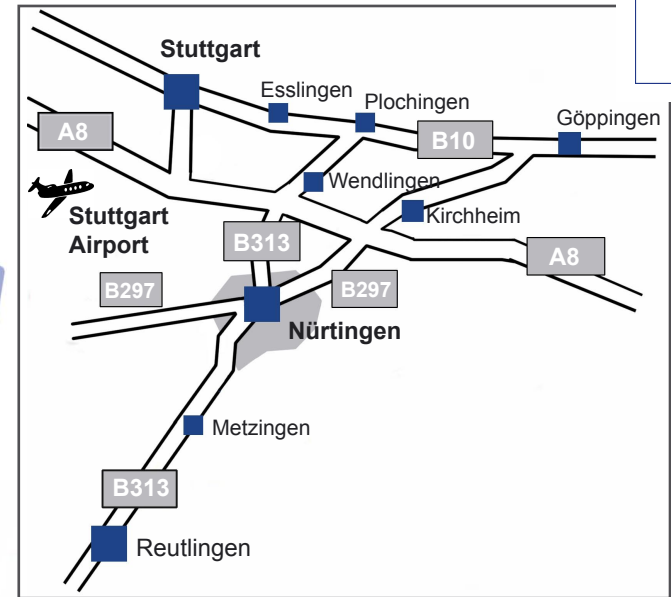 Stuttgart
Esslingen
Plochingen
Göppingen
A8
B10
Wendlingen
Kirchheim
Stuttgart
Airport
B313
A8
B297
B297
Nürtingen
Metzingen
B313
Reutlingen